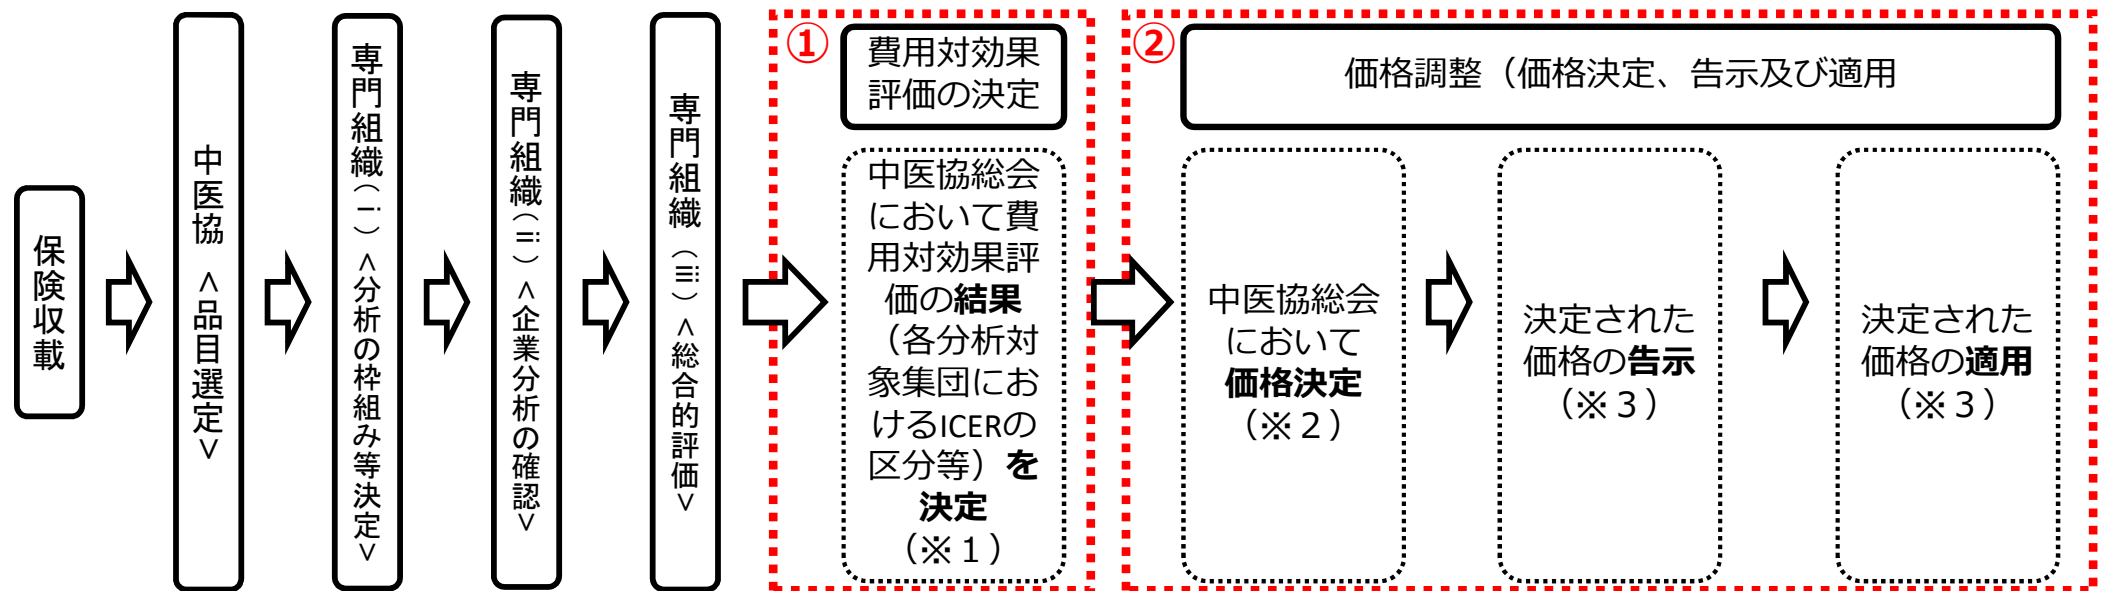 保険収載
中医協 <品目選定>
専門組織(ⅰ)<分析の枠組み等決定>
専門組織(ⅱ)<企業分析の確認>
専門組織 (ⅲ)<総合的評価>
①
費用対効果
評価の決定
中医協総会
において費
用対効果評
価の結果
(各分析対
象集団にお
けるICERの
区分等)を
決定
(※1)
②
価格調整(価格決定、告示及び適用
中医協総会
において
価格決定
(※2)
決定された
価格の告示
(※3)
決定された
価格の適用
(※3)